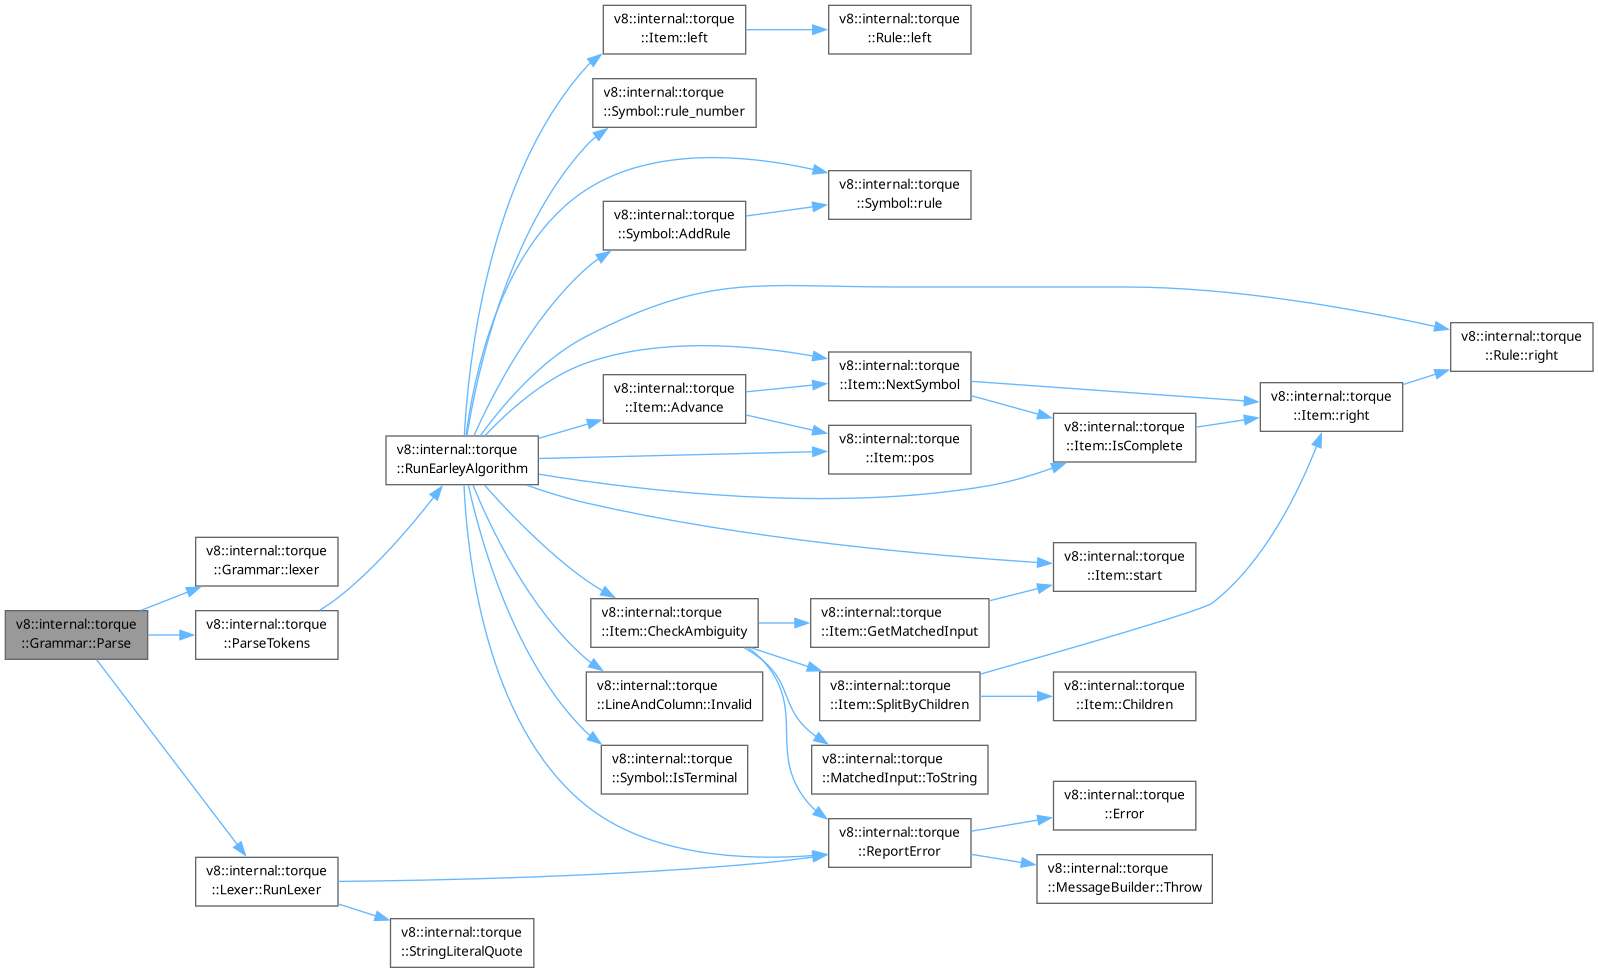 v8::internal::torque
::Item::left
v8::internal::torque
::Rule::left
v8::internal::torque
::Symbol::rule_number
v8::internal::torque
::Symbol::rule
v8::internal::torque
::Symbol::AddRule
v8::internal::torque
::Rule::right
v8::internal::torque
::Item::NextSymbol
v8::internal::torque
::Item::Advance
v8::internal::torque
::Item::right
v8::internal::torque
::Item::IsComplete
v8::internal::torque
::Item::pos
v8::internal::torque
::RunEarleyAlgorithm
v8::internal::torque
::Grammar::lexer
v8::internal::torque
::Item::start
v8::internal::torque
::Item::CheckAmbiguity
v8::internal::torque
::Item::GetMatchedInput
v8::internal::torque
::Grammar::Parse
v8::internal::torque
::ParseTokens
v8::internal::torque
::LineAndColumn::Invalid
v8::internal::torque
::Item::SplitByChildren
v8::internal::torque
::Item::Children
v8::internal::torque
::Symbol::IsTerminal
v8::internal::torque
::MatchedInput::ToString
v8::internal::torque
::Error
v8::internal::torque
::ReportError
v8::internal::torque
::MessageBuilder::Throw
v8::internal::torque
::Lexer::RunLexer
v8::internal::torque
::StringLiteralQuote